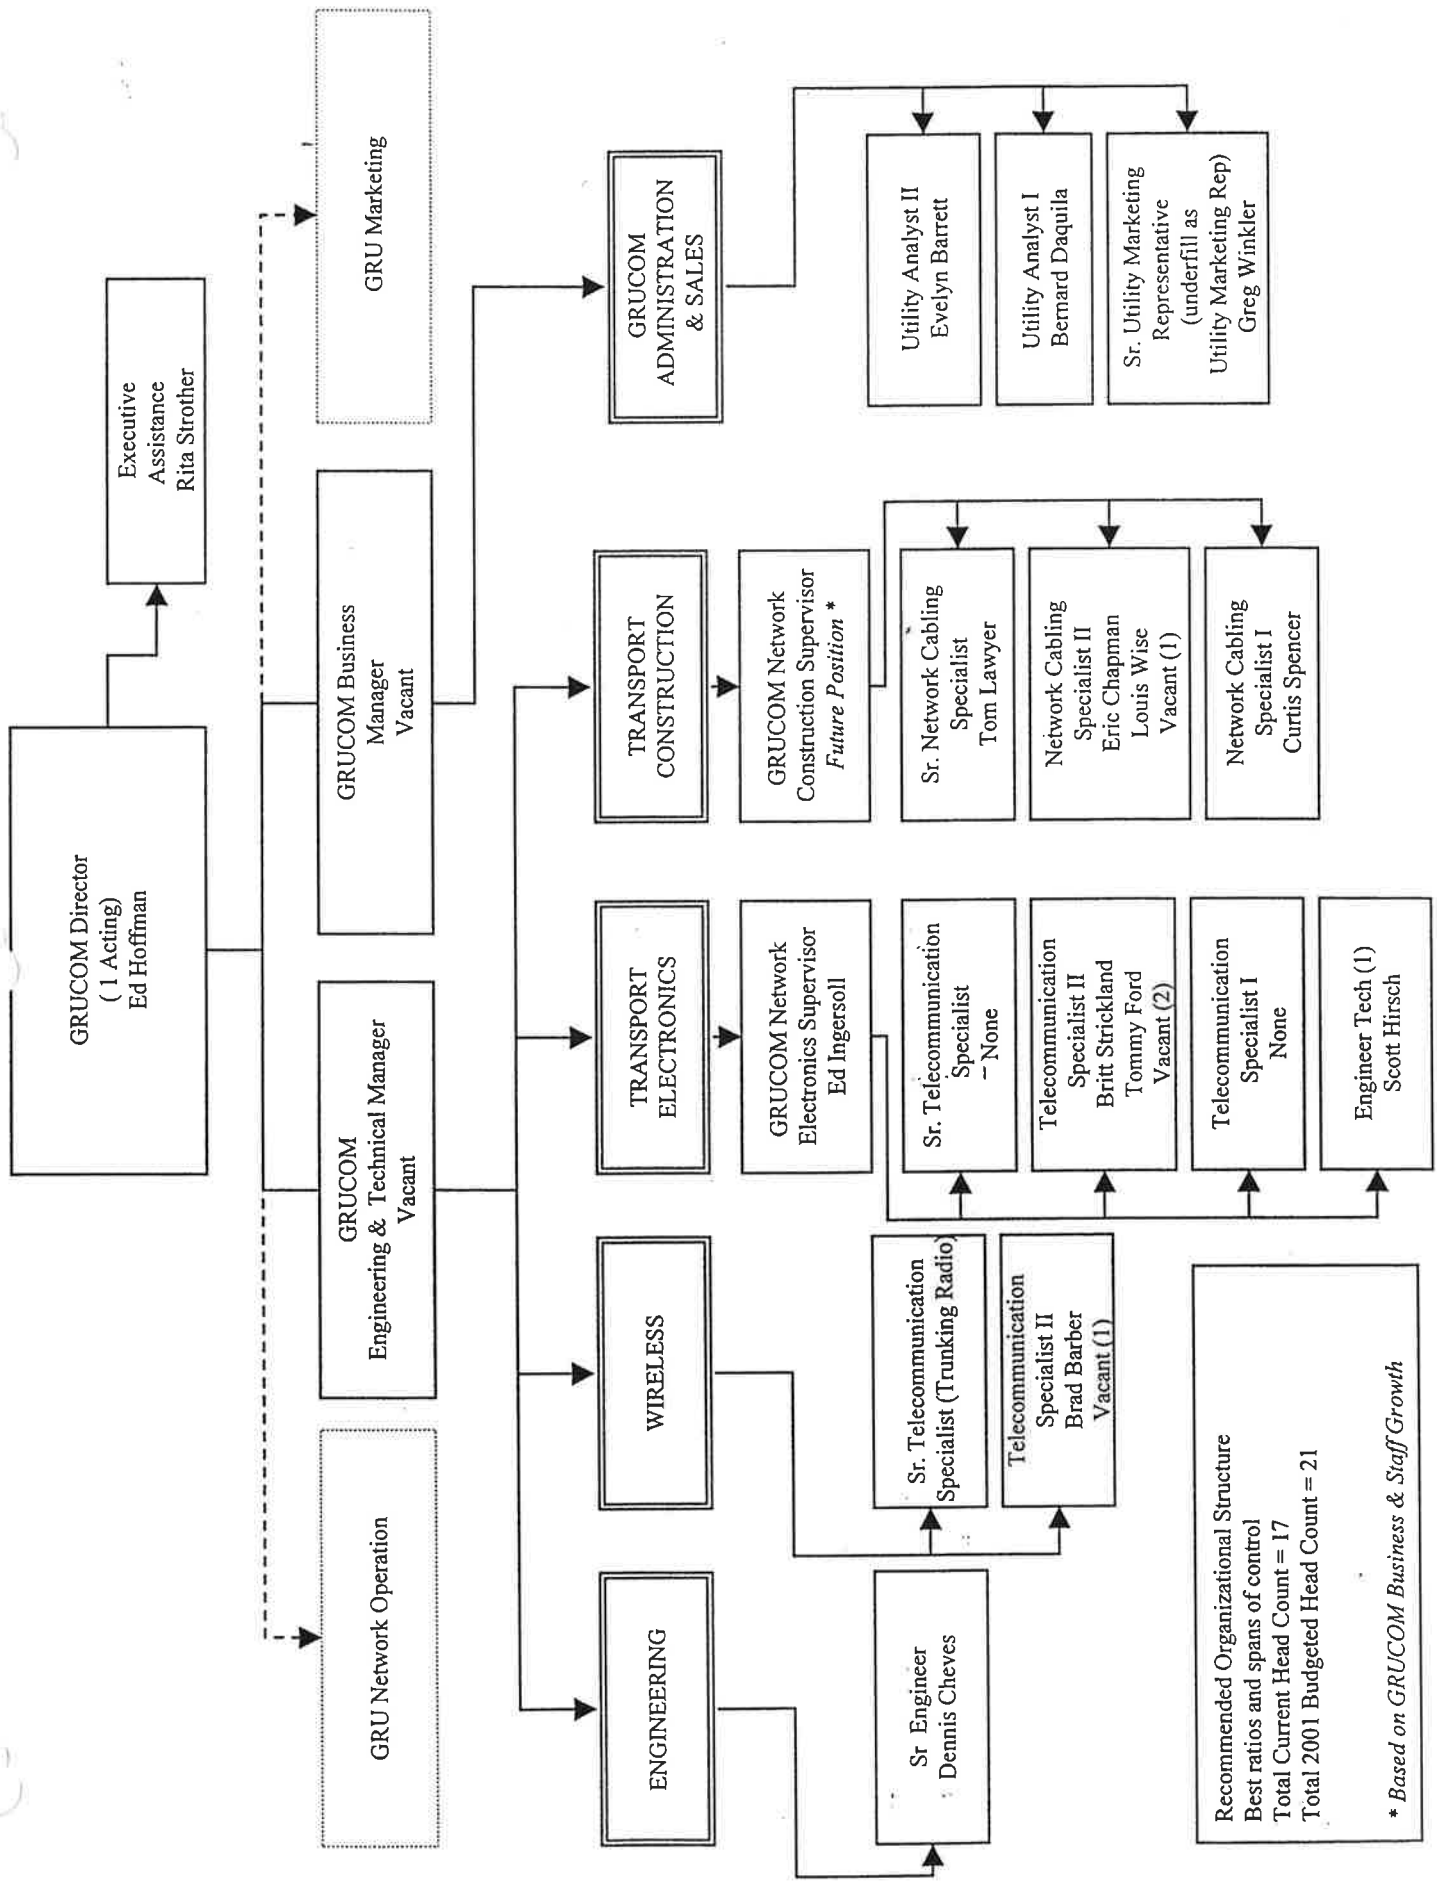 GRUCOM Director
( 1 Acting)
Ed Hoffman
Executive
Assistance
Rita Strother
GRU Network Operation
GRUCOM
Engineering & Technical Manager
Vacant
GRUCOM Business
Manager
Vacant
GRU Marketing
ENGINEERING
WIRELESS
TRANSPORT
ELECTRONICS
TRANSPORT
CONSTRUCTION
GRUCOM
ADMINISTRATION
& SALES
GRUCOM Network
Electronics Supervisor
Ed Ingersoll
GRUCOM Network
Construction Supervisor
Future Position *
Sr Engineer
Dennis Cheves
Sr. Telecommunication
Specialist (Trunking Radio)
Telecommunication
Specialist II
Brad Barber
Vacant (1)
Sr. Telecommunication
Specialist
– None
Telecommunication
Specialist II
Britt Strickland
Tommy Ford
Vacant (2)
Telecommunication
Specialist I
None
Engineer Tech (1)
Scott Hirsch
Sr. Network Cabling
Specialist
Tom Lawyer
Network Cabling
Specialist II
Eric Chapman
Louis Wise
Vacant (1)
Network Cabling
Specialist I
Curtis Spencer
Utility Analyst II
Evelyn Barrett
Utility Analyst I
Bernard Daquila
Sr. Utility Marketing
Representative
(underfill as
Utility Marketing Rep)
Greg Winkler
Recommended Organizational Structure
Best ratios and spans of control
Total Current Head Count = 17
Total 2001 Budgeted Head Count = 21
* Based on GRUCOM Business & Staff Growth